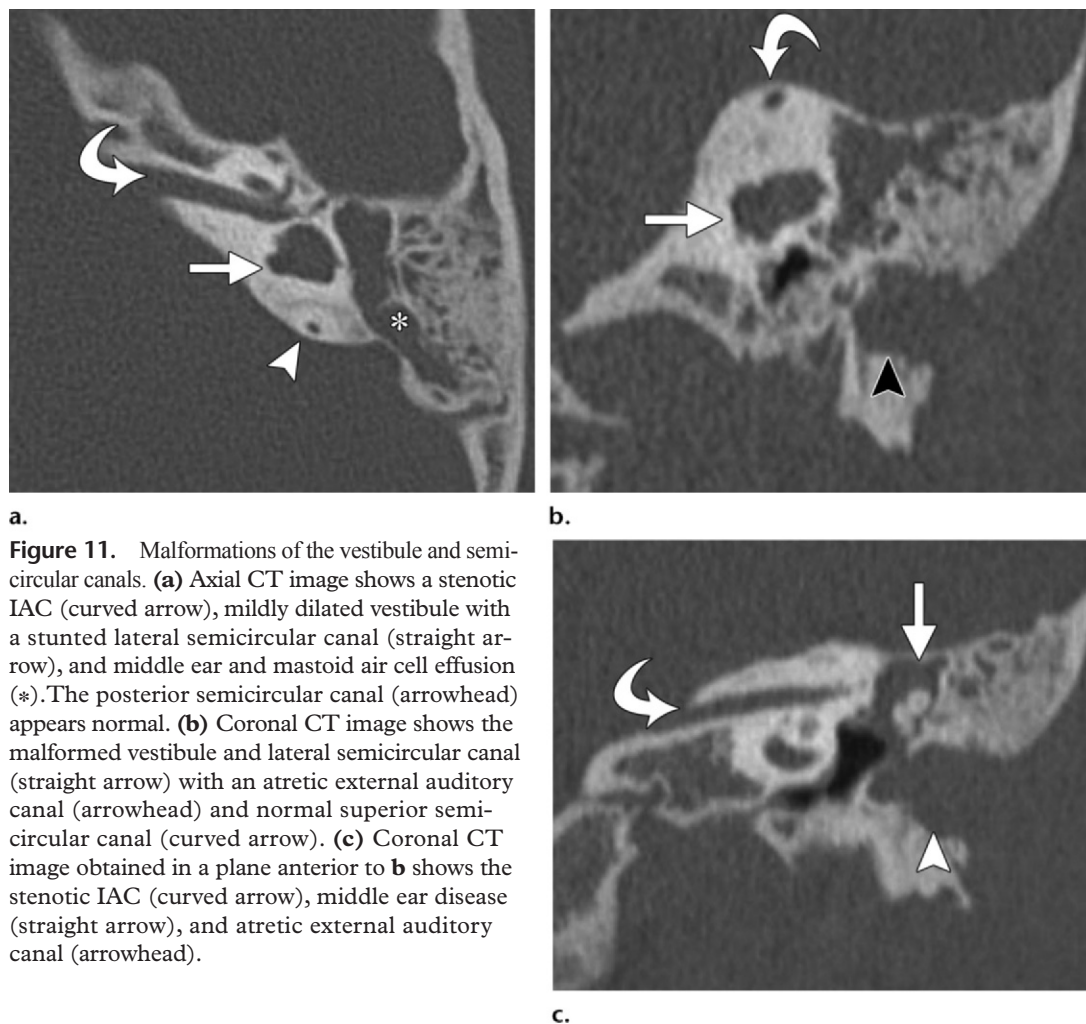 a.
b.
Figure 11. Malformations of the vestibule and semi-
circular canals. (a) Axial CT image shows a stenotic
IAC (curved arrow), mildly dilated vestibule with
a stunted lateral semicircular canal (straight ar-
row), and middle ear and mastoid air cell effusion
(*).The posterior semicircular canal (arrowhead)
appears normal. (b) Coronal CT image shows the
malformed vestibule and lateral semicircular canal
(straight arrow) with an atretic external auditory
canal (arrowhead) and normal superior semi-
circular canal (curved arrow). (c) Coronal CT
image obtained in a plane anterior to b shows the
stenotic IAC (curved arrow), middle ear disease
(straight arrow), and atretic external auditory
canal (arrowhead).
c.